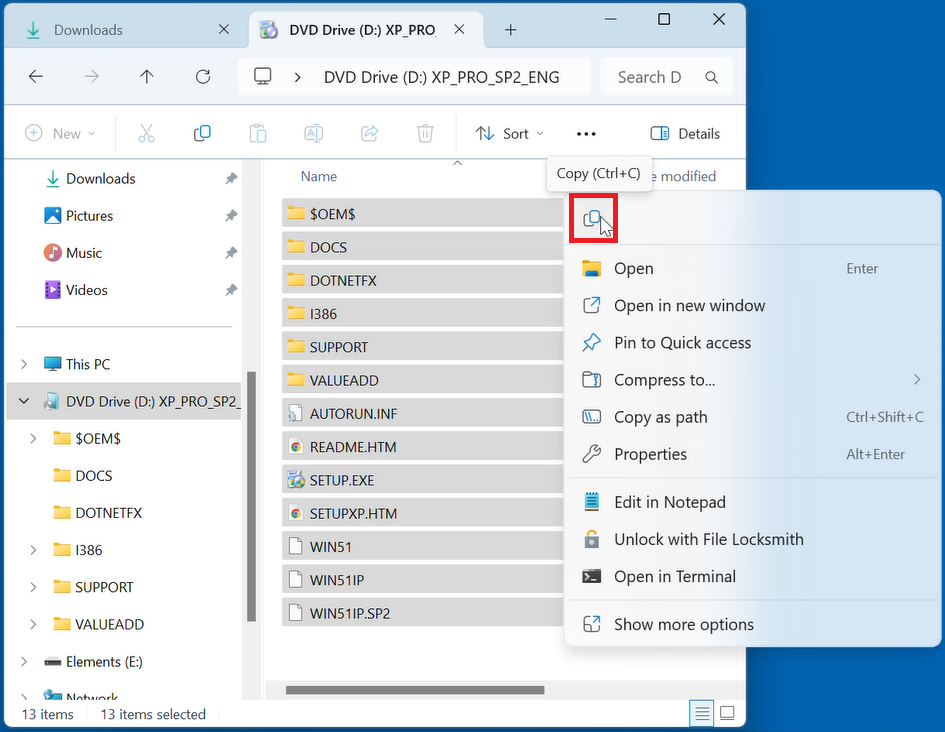 Downloads
DVD Drive (D:) XP_PRO
DVD Drive (D:) XP_PRO_SP2_ENG
Search D
New
Sort
Details
Downloads
Pictures
Music
Videos
This PC
DVD Drive (D:) XP_PRO_SP2_
$OEM$
DOCS
DOTNETFX
I386
SUPPORT
VALUEADD
Elements (E:)
Network
Name
e modified
Copy (Ctrl+C)
$OEM$
DOCS
DOTNETFX
I386
SUPPORT
VALUEADD
AUTORUN.INF
README.HTM
SETUP.EXE
SETUPXP.HTM
WIN51
WIN51IP
WIN51IP.SP2
Open Enter
Open in new window
Pin to Quick access
Compress to...
Copy as path Ctrl+Shift+C
Properties Alt+Enter
Edit in Notepad
Unlock with File Locksmith
Open in Terminal
Show more options
13 items 13 items selected